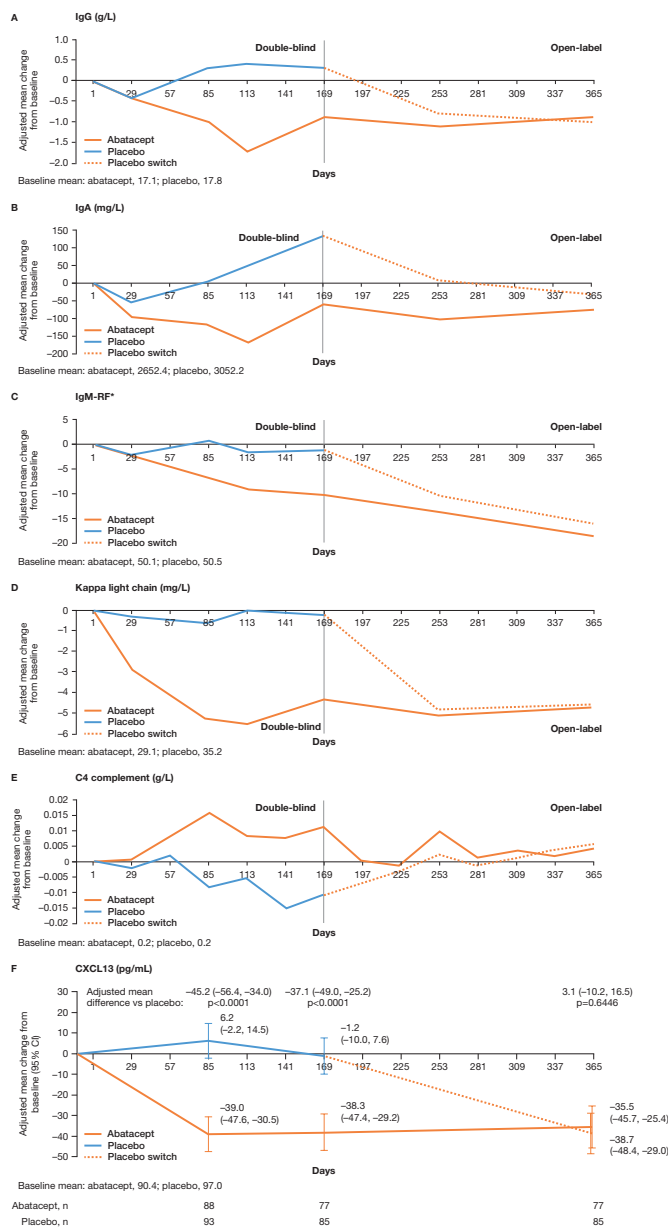 A IgG (g/L)
Adjusted mean change
from baseline
1.0
0.5
0
−0.5
−1.0
−1.5
−2.0
Double-blind Open-label
1 29 57 85 113 141 169 197 225 253 281 309 337 365
Abatacept
Placebo
Placebo switch
Days
Baseline mean: abatacept, 17.1; placebo, 17.8
B IgA (mg/L)
Adjusted mean change
from baseline
150
100
50
0
−50
−100
−150
−200
Double-blind Open-label
1 29 57 85 113 141 169 197 225 253 281 309 337 365
Abatacept
Placebo
Placebo switch
Days
Baseline mean: abatacept, 2652.4; placebo, 3052.2
C IgM-RF*
Adjusted mean change
from baseline
5
0
−5
−10
−15
−20
Double-blind Open-label
1 29 57 85 113 141 169 197 225 253 281 309 337 365
Abatacept
Placebo
Placebo switch
Days
Baseline mean: abatacept, 50.1; placebo, 50.5
D Kappa light chain (mg/L)
Adjusted mean change
from baseline
0
−1
−2
−3
−4
−5
−6
1 29 57 85 113 141 169 197 225 253 281 309 337 365
Abatacept
Placebo
Placebo switch
Double-blind Open-label
Days
Baseline mean: abatacept, 29.1; placebo, 35.2
E C4 complement (g/L)
Adjusted mean change
from baseline
0.02
0.015
0.01
0.005
0
−0.005
−0.01
−0.015
−0.02
Double-blind Open-label
1 29 57 85 113 141 169 197 225 253 281 309 337 365
Abatacept
Placebo
Placebo switch
Days
Baseline mean: abatacept, 0.2; placebo, 0.2
F CXCL13 (pg/mL)
Adjusted mean change from
baseline (95% CI)
30
20
10
0
−10
−20
−30
−40
−50
Adjusted mean −45.2 (−56.4, −34.0) −37.1 (−49.0, −25.2) 3.1 (−10.2, 16.5)
difference vs placebo: p<0.0001 p<0.0001 p=0.6446
6.2
(−2.2, 14.5)
−1.2
(−10.0, 7.6)
1 29 57 85 113 141 169 197 225 253 281 309 337 365
−39.0
(−47.6, −30.5)
−38.3
(−47.4, −29.2)
−35.5
(−45.7, −25.4)
−38.7
(−48.4, −29.0)
Abatacept
Placebo
Placebo switch
Days
Baseline mean: abatacept, 90.4; placebo, 97.0
Abatacept, n 88 77 77
Placebo, n 93 85 85